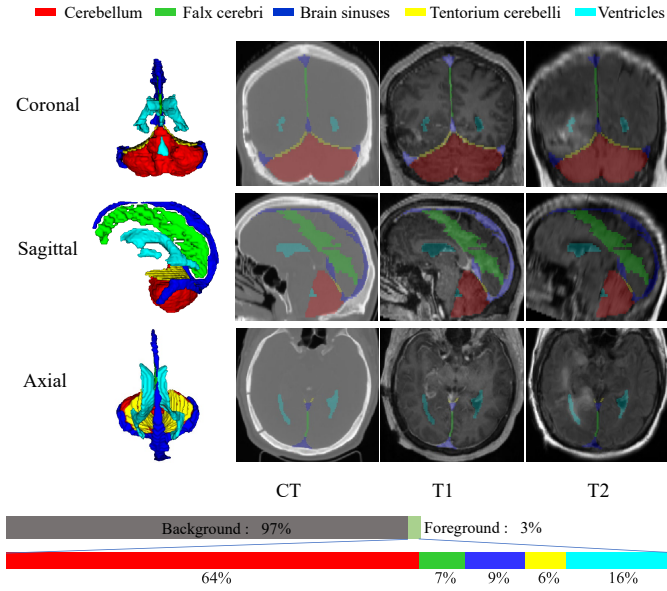 Cerebellum Falx cerebri Brain sinuses Tentorium cerebelli Ventricles
Coronal
Sagittal
Axial
CT T1 T2
Background : 97% Foreground : 3%
64% 7% 9% 6% 16%